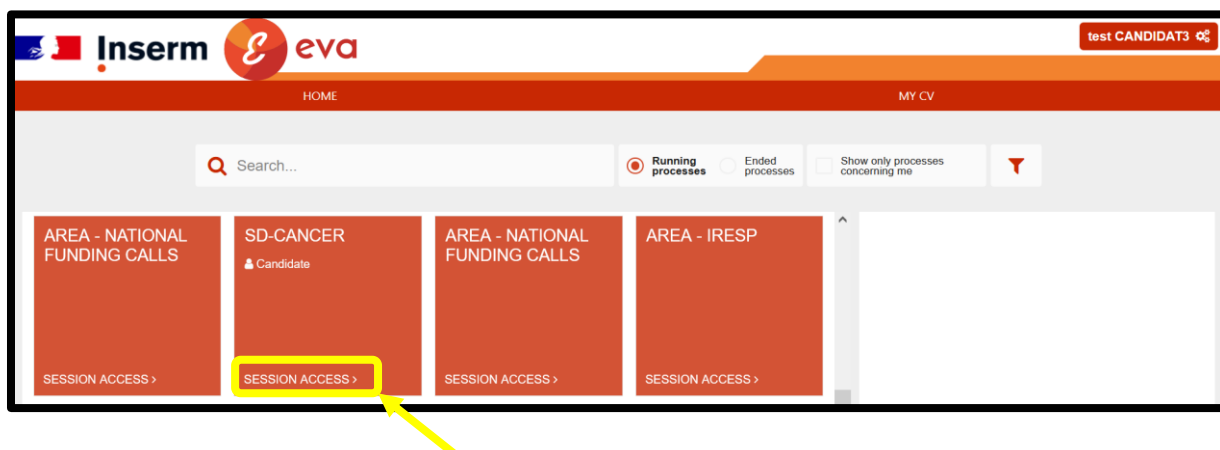 Inserm
eva
test CANDIDAT3
HOME
MY CV
Search...
Running
processes
Ended
processes
Show only processes
concerning me
AREA - NATIONAL
FUNDING CALLS
SESSION ACCESS >
SD-CANCER
Candidate
SESSION ACCESS >
AREA - NATIONAL
FUNDING CALLS
SESSION ACCESS >
AREA - IRESP
SESSION ACCESS >